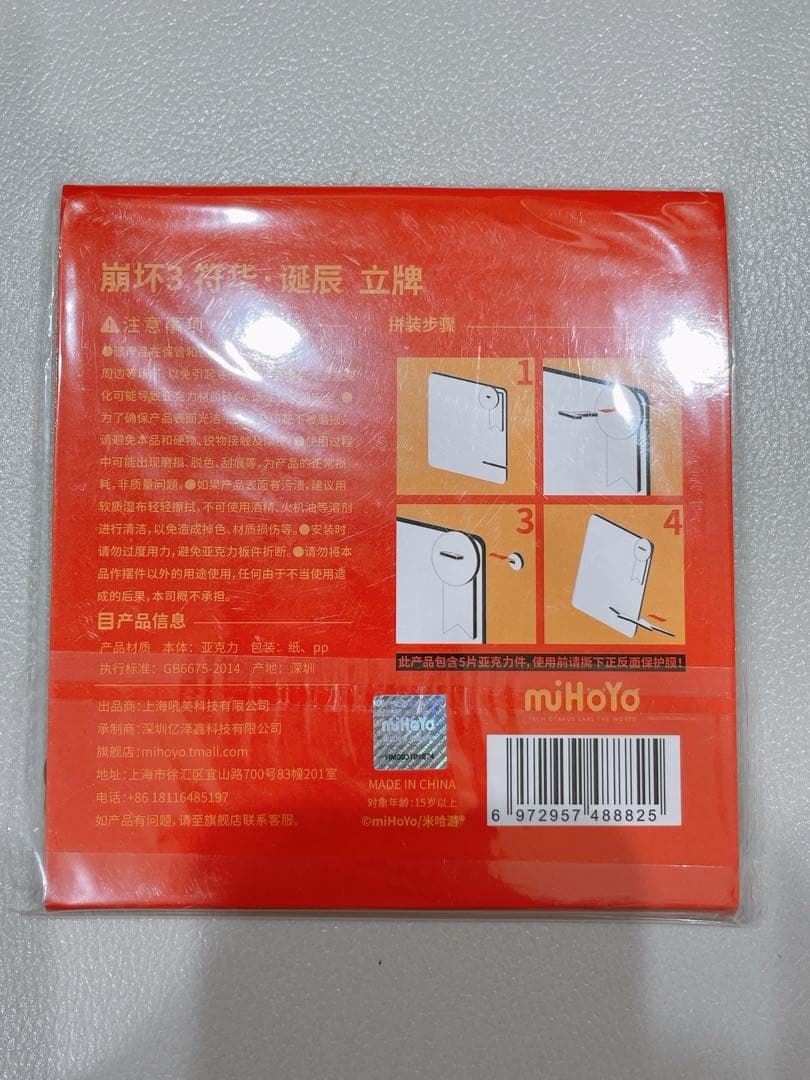 崩坏3 符华·诞辰 立牌
注意事项
●该产品在保管和
周边等
以免引起
化可能导致亚克力材质
●
为了确保产品表面光洁
不被磨损,
请避免本品和硬物、锐物接触及
●使用过程
中可能出现磨损、脱色、刮痕等,为产品的正常损
耗,非质量问题。●如果产品表面有污渍,建议用
软质湿布轻轻擦拭,不可使用酒精、火机油等溶剂
进行清洁,以免造成掉色、材质损伤等。●安装时
请勿过度用力,避免亚克力板件折断。●请勿将本
品作摆件以外的用途使用,任何由于不当使用造
成的后果,本司概不承担。
产品信息
产品材质 本体:亚克力 包装:纸、pp
执行标准:GB6675-2014 产地:深圳
出品商:上海吼美科技有限公司
承制商:深圳亿泽鑫科技有限公司
旗舰店:mihoyo.tmall.com
地址:上海市徐汇区宜山路700号83幢201室
电话:+86 18116485197
如产品有问题,请至旗舰店联系客服。
拼装步骤
1
3
4
此产品包含5片亚克力件,使用前请撕下正反面保护膜!
miHoYo
miHoYo
TECH OTAKUS SAVE THE WORLD
MADE IN CHINA
对象年龄:15岁以上
©miHoYo/米哈游®
6 972957 488825